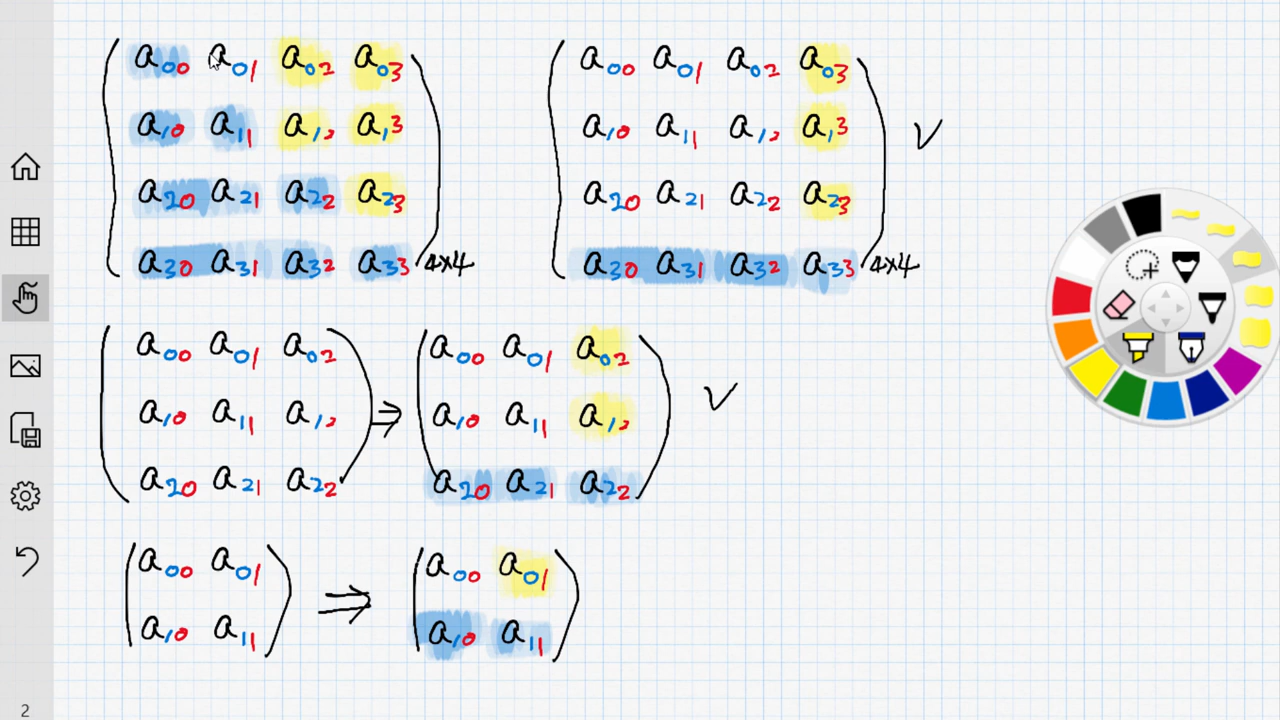 a00 a01 a02 a03
a10 a11 a12 a13
a20 a21 a22 a23
a30 a31 a32 a33 4x4
a00 a01 a02 a03
a10 a11 a12 a13 V
a20 a21 a22 a23
a30 a31 a32 a33 4x4
a00 a01 a02
a10 a11 a12 ⇒
a20 a21 a22
a00 a01 a02
a10 a11 a12 V
a20 a21 a22
a00 a01
a10 a11 ⇒
a00 a01
a10 a11
2